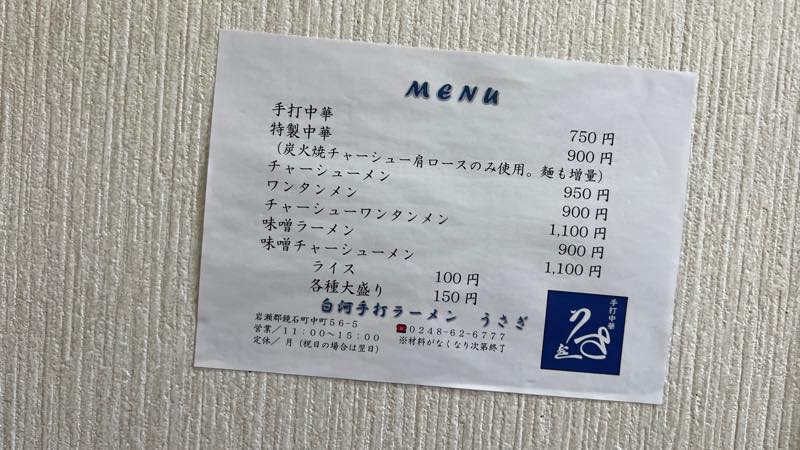 MENU
手打中華 750円
特製中華 900円
(炭火焼チャーシュー肩ロースのみ使用。麺も増量)
チャーシューメン 950円
ワンタンメン 900円
チャーシューワンタンメン 1,100円
味噌ラーメン 900円
味噌チャーシューメン 1,100円
ライス 100円
各種大盛り 150円
白河手打ラーメン うさぎ
岩瀬郡鏡石町中町56-5 ☎0248-62-6777
営業/11:00~15:00 ※材料がなくなり次第終了
定休/ 月(祝日の場合は翌日)
手打中華